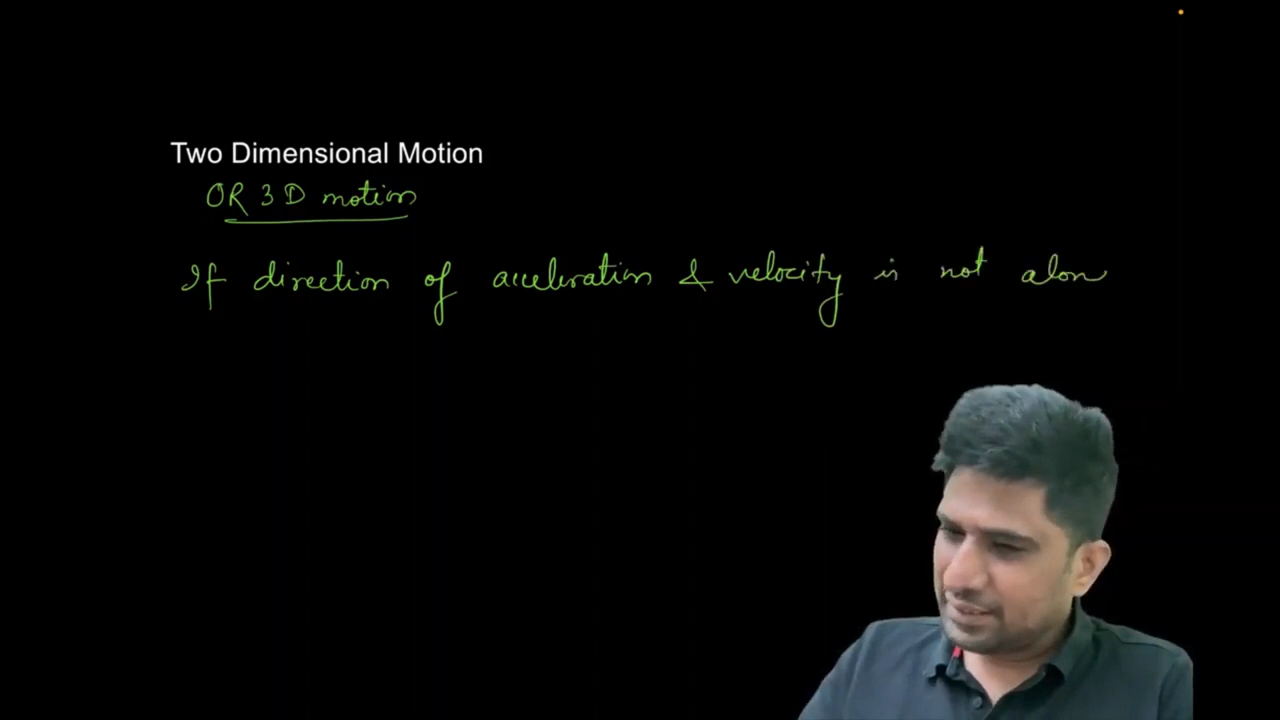 Two Dimensional Motion
OR 3D motion
If direction of acceleration & velocity is not alon